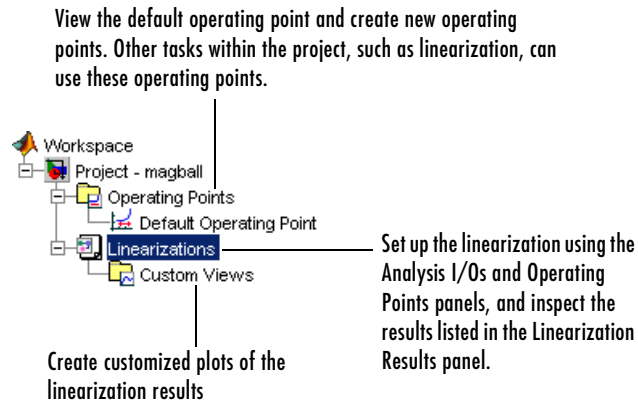 View the default operating point and create new operating
points. Other tasks within the project, such as linearization, can
use these operating points.
Workspace
Project - magball
Operating Points
Default Operating Point
Linearizations
Custom Views
Set up the linearization using the
Analysis I/Os and Operating
Points panels, and inspect the
results listed in the Linearization
Results panel.
Create customized plots of the
linearization results